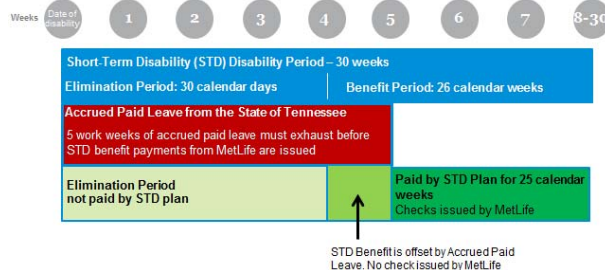 Weeks Date of disability 1 2 3 4 5 6 7 8-30
Short-Term Disability (STD) Disability Period – 30 weeks
Elimination Period: 30 calendar days
Benefit Period: 26 calendar weeks
Accrued Paid Leave from the State of Tennessee
5 work weeks of accrued paid leave must exhaust before
STD benefit payments from MetLife are issued
Elimination Period
not paid by STD plan
Paid by STD Plan for 25 calendar
weeks
Checks issued by MetLife
STD Benefit is offset by Accrued Paid
Leave. No check issued by MetLife